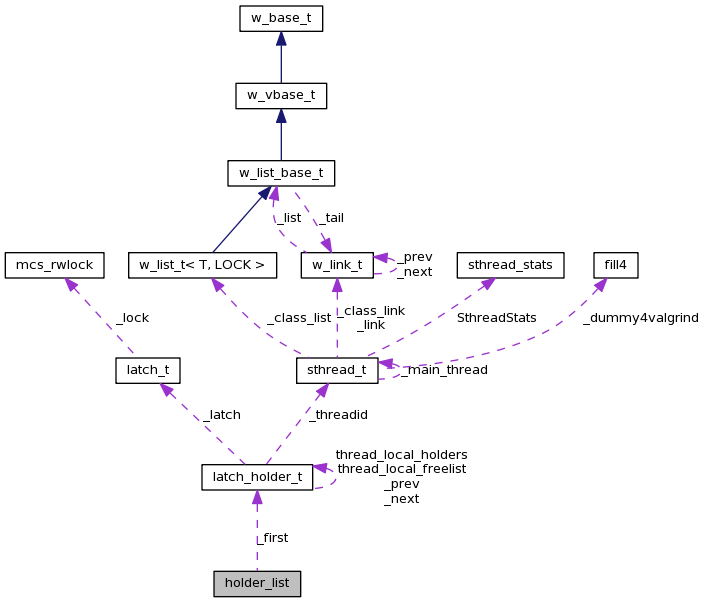 w_base_t
w_vbase_t
w_list_base_t
_list
_tail
mcs_rwlock
w_list_t< T, LOCK >
w_link_t
_prev
_next
sthread_stats
fill4
_lock
_class_list
_class_link
_link
SthreadStats
_dummy4valgrind
latch_t
sthread_t
_main_thread
_latch
_threadid
latch_holder_t
thread_local_holders
thread_local_freelist
_prev
_next
_first
holder_list